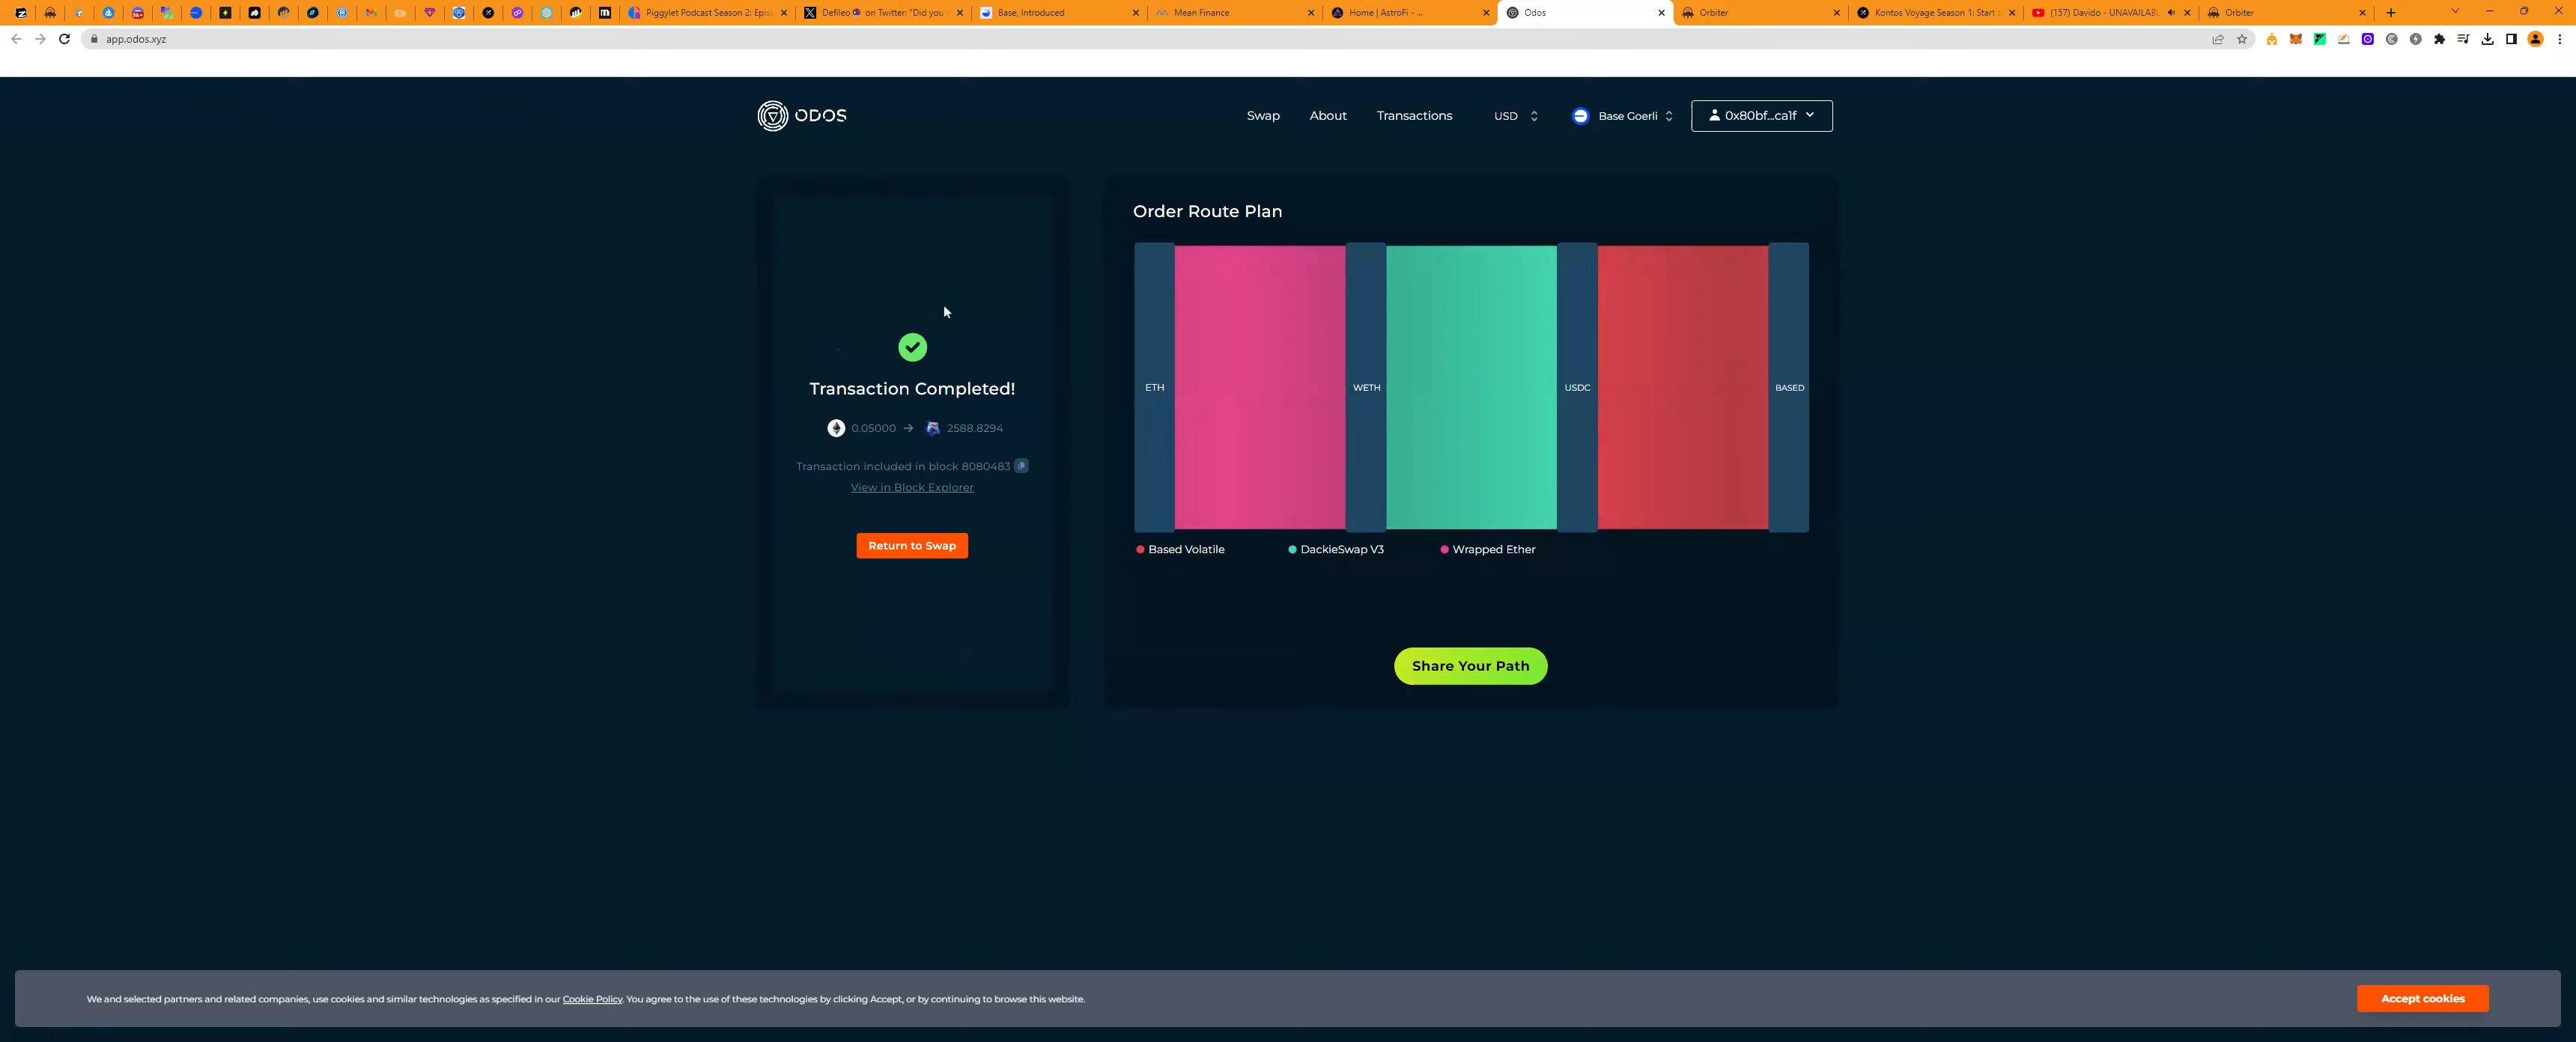 Piggylet Podcast Season 2: Epis
Defileo on Twitter: "Did you
Base, Introduced
Mean Finance
Home | AstroFi - ...
Odos
Orbiter
Kontos Voyage Season 1: Start
(157) Davido - UNAVAILABL
Orbiter
app.odos.xyz
ODOS
Swap
About
Transactions
USD
Base Goerli
0x80bf...ca1f
Order Route Plan
ETH
WETH
USDC
BASED
Transaction Completed!
0.05000 → 2588.8294
Transaction included in block 8080483
View in Block Explorer
Return to Swap
Based Volatile
DackieSwap V3
Wrapped Ether
Share Your Path
We and selected partners and related companies, use cookies and similar technologies as specified in our Cookie Policy. You agree to the use of these technologies by clicking Accept, or by continuing to browse this website.
Accept cookies